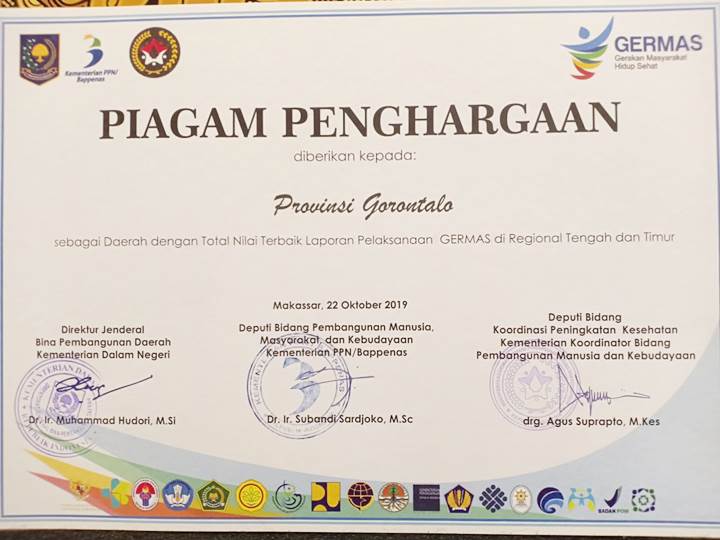 Kementerian PPN/
Bappenas
GERMAS
Gerakan Masyarakat
Hidup Sehat
PIAGAM PENGHARGAAN
diberikan kepada:
Provinsi Gorontalo
sebagai Daerah dengan Total Nilai Terbaik Laporan Pelaksanaan GERMAS di Regional Tengah dan Timur
Makassar, 22 Oktober 2019
Direktur Jenderal
Bina Pembangunan Daerah
Kementerian Dalam Negeri
Dr. Ir. Muhammad Hudori, M.Si
Deputi Bidang Pembangunan Manusia,
Masyarakat, dan Kebudayaan
Kementerian PPN/Bappenas
Dr. Ir. Subandi Sardjoko, M.Sc
Deputi Bidang
Koordinasi Peningkatan Kesehatan
Kementerian Koordinator Bidang
Pembangunan Manusia dan Kebudayaan
drg. Agus Suprapto, M.Kes
BADAN POM